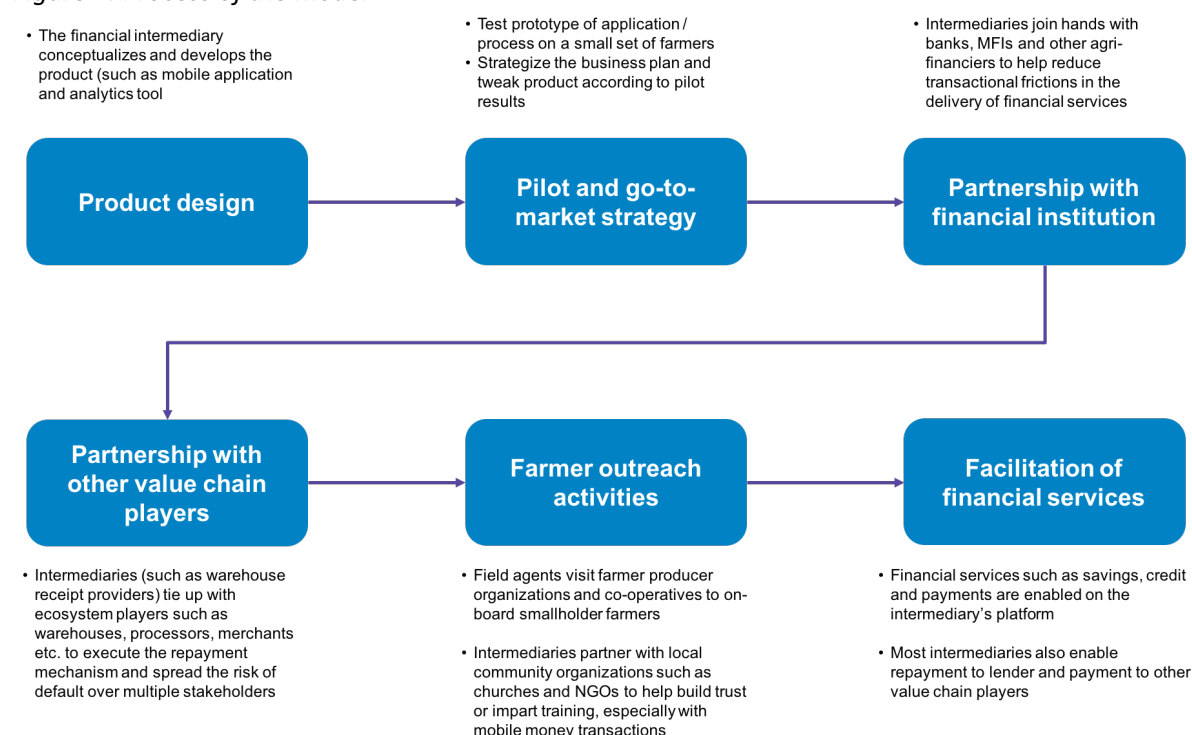 • The financial intermediary
conceptualizes and develops the
product (such as mobile application
and analytics tool
• Test prototype of application /
process on a small set of farmers
• Strategize the business plan and
tweak product according to pilot
results
• Intermediaries join hands with
banks, MFIs and other agri-
financiers to help reduce
transactional frictions in the
delivery of financial services
Product design
Pilot and go-to-
market strategy
Partnership with
financial institution
Partnership with
other value chain
players
Farmer outreach
activities
Facilitation of
financial services
• Intermediaries (such as warehouse
receipt providers) tie up with
ecosystem players such as
warehouses, processors, merchants
etc. to execute the repayment
mechanism and spread the risk of
default over multiple stakeholders
• Field agents visit farmer producer
organizations and co-operatives to on-
board smallholder farmers
• Intermediaries partner with local
community organizations such as
churches and NGOs to help build trust
or impart training, especially with
mobile money transactions
• Financial services such as savings, credit
and payments are enabled on the
intermediary’s platform
• Most intermediaries also enable
repayment to lender and payment to other
value chain players